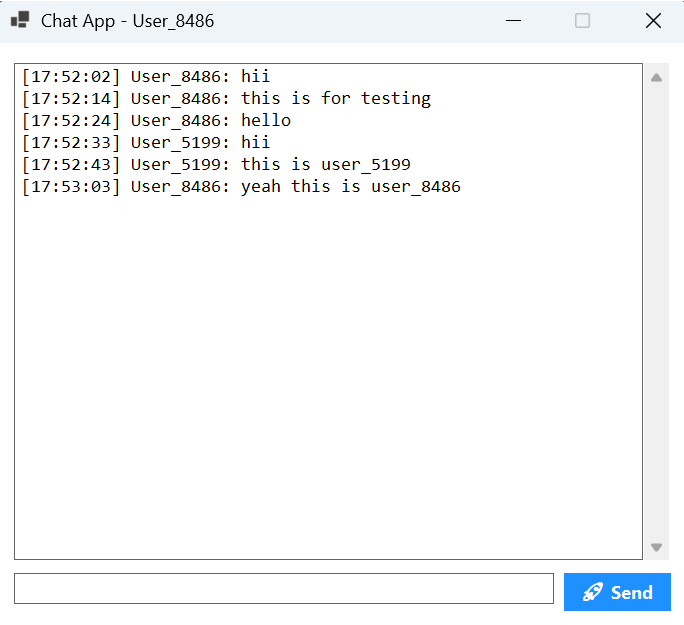 Chat App - User_8486
[17:52:02] User_8486: hii
[17:52:14] User_8486: this is for testing
[17:52:24] User_8486: hello
[17:52:33] User_5199: hii
[17:52:43] User_5199: this is user_5199
[17:53:03] User_8486: yeah this is user_8486
Send